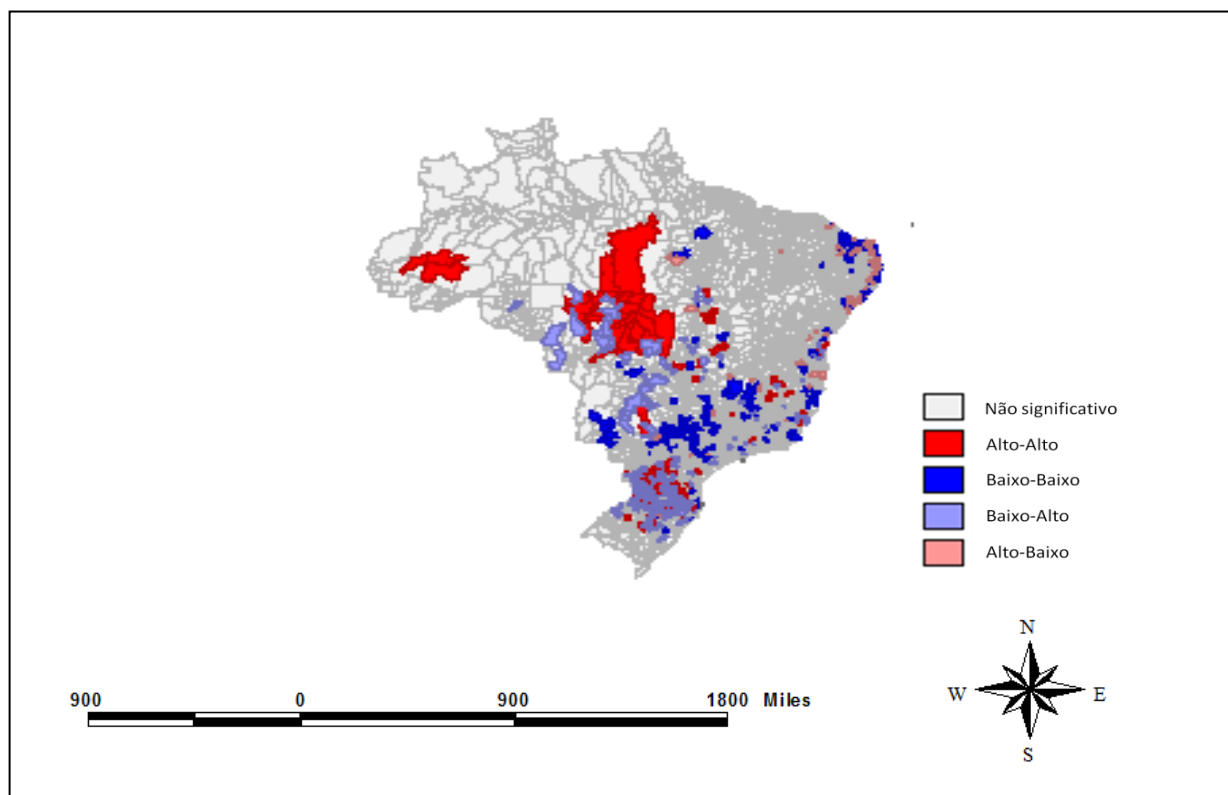 Não significativo
Alto-Alto
Baixo-Baixo
Baixo-Alto
Alto-Baixo
N
W E
S
900 0 900 1800 Miles